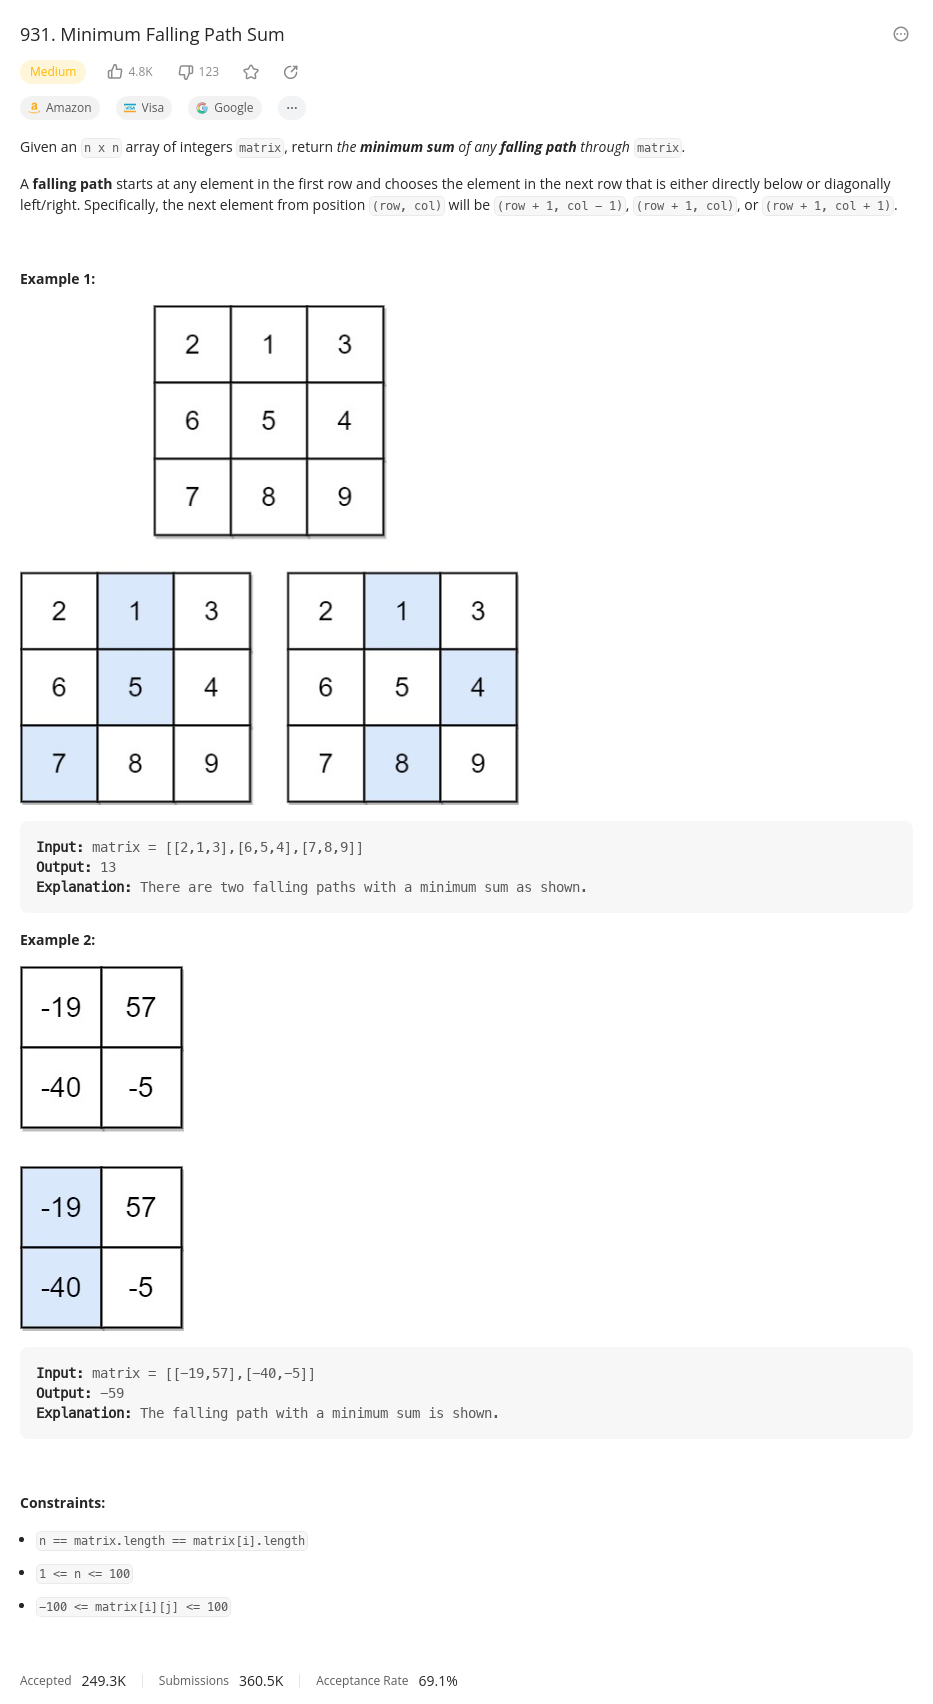 931. Minimum Falling Path Sum
Medium 4.8K 123
Amazon VISA Visa Google ...
Given an n x n array of integers matrix, return the minimum sum of any falling path through matrix.
A falling path starts at any element in the first row and chooses the element in the next row that is either directly below or diagonally
left/right. Specifically, the next element from position (row, col) will be (row + 1, col - 1), (row + 1, col), or (row + 1, col + 1).
Example 1:
2 1 3
6 5 4
7 8 9
2 1 3 2 1 3
6 5 4 6 5 4
7 8 9 7 8 9
Input: matrix = [[2,1,3],[6,5,4],[7,8,9]]
Output: 13
Explanation: There are two falling paths with a minimum sum as shown.
Example 2:
-19 57
-40 -5
-19 57
-40 -5
Input: matrix = [[-19,57],[-40,-5]]
Output: -59
Explanation: The falling path with a minimum sum is shown.
Constraints:
n == matrix.length == matrix[i].length
1 <= n <= 100
-100 <= matrix[i][j] <= 100
Accepted 249.3K Submissions 360.5K Acceptance Rate 69.1%